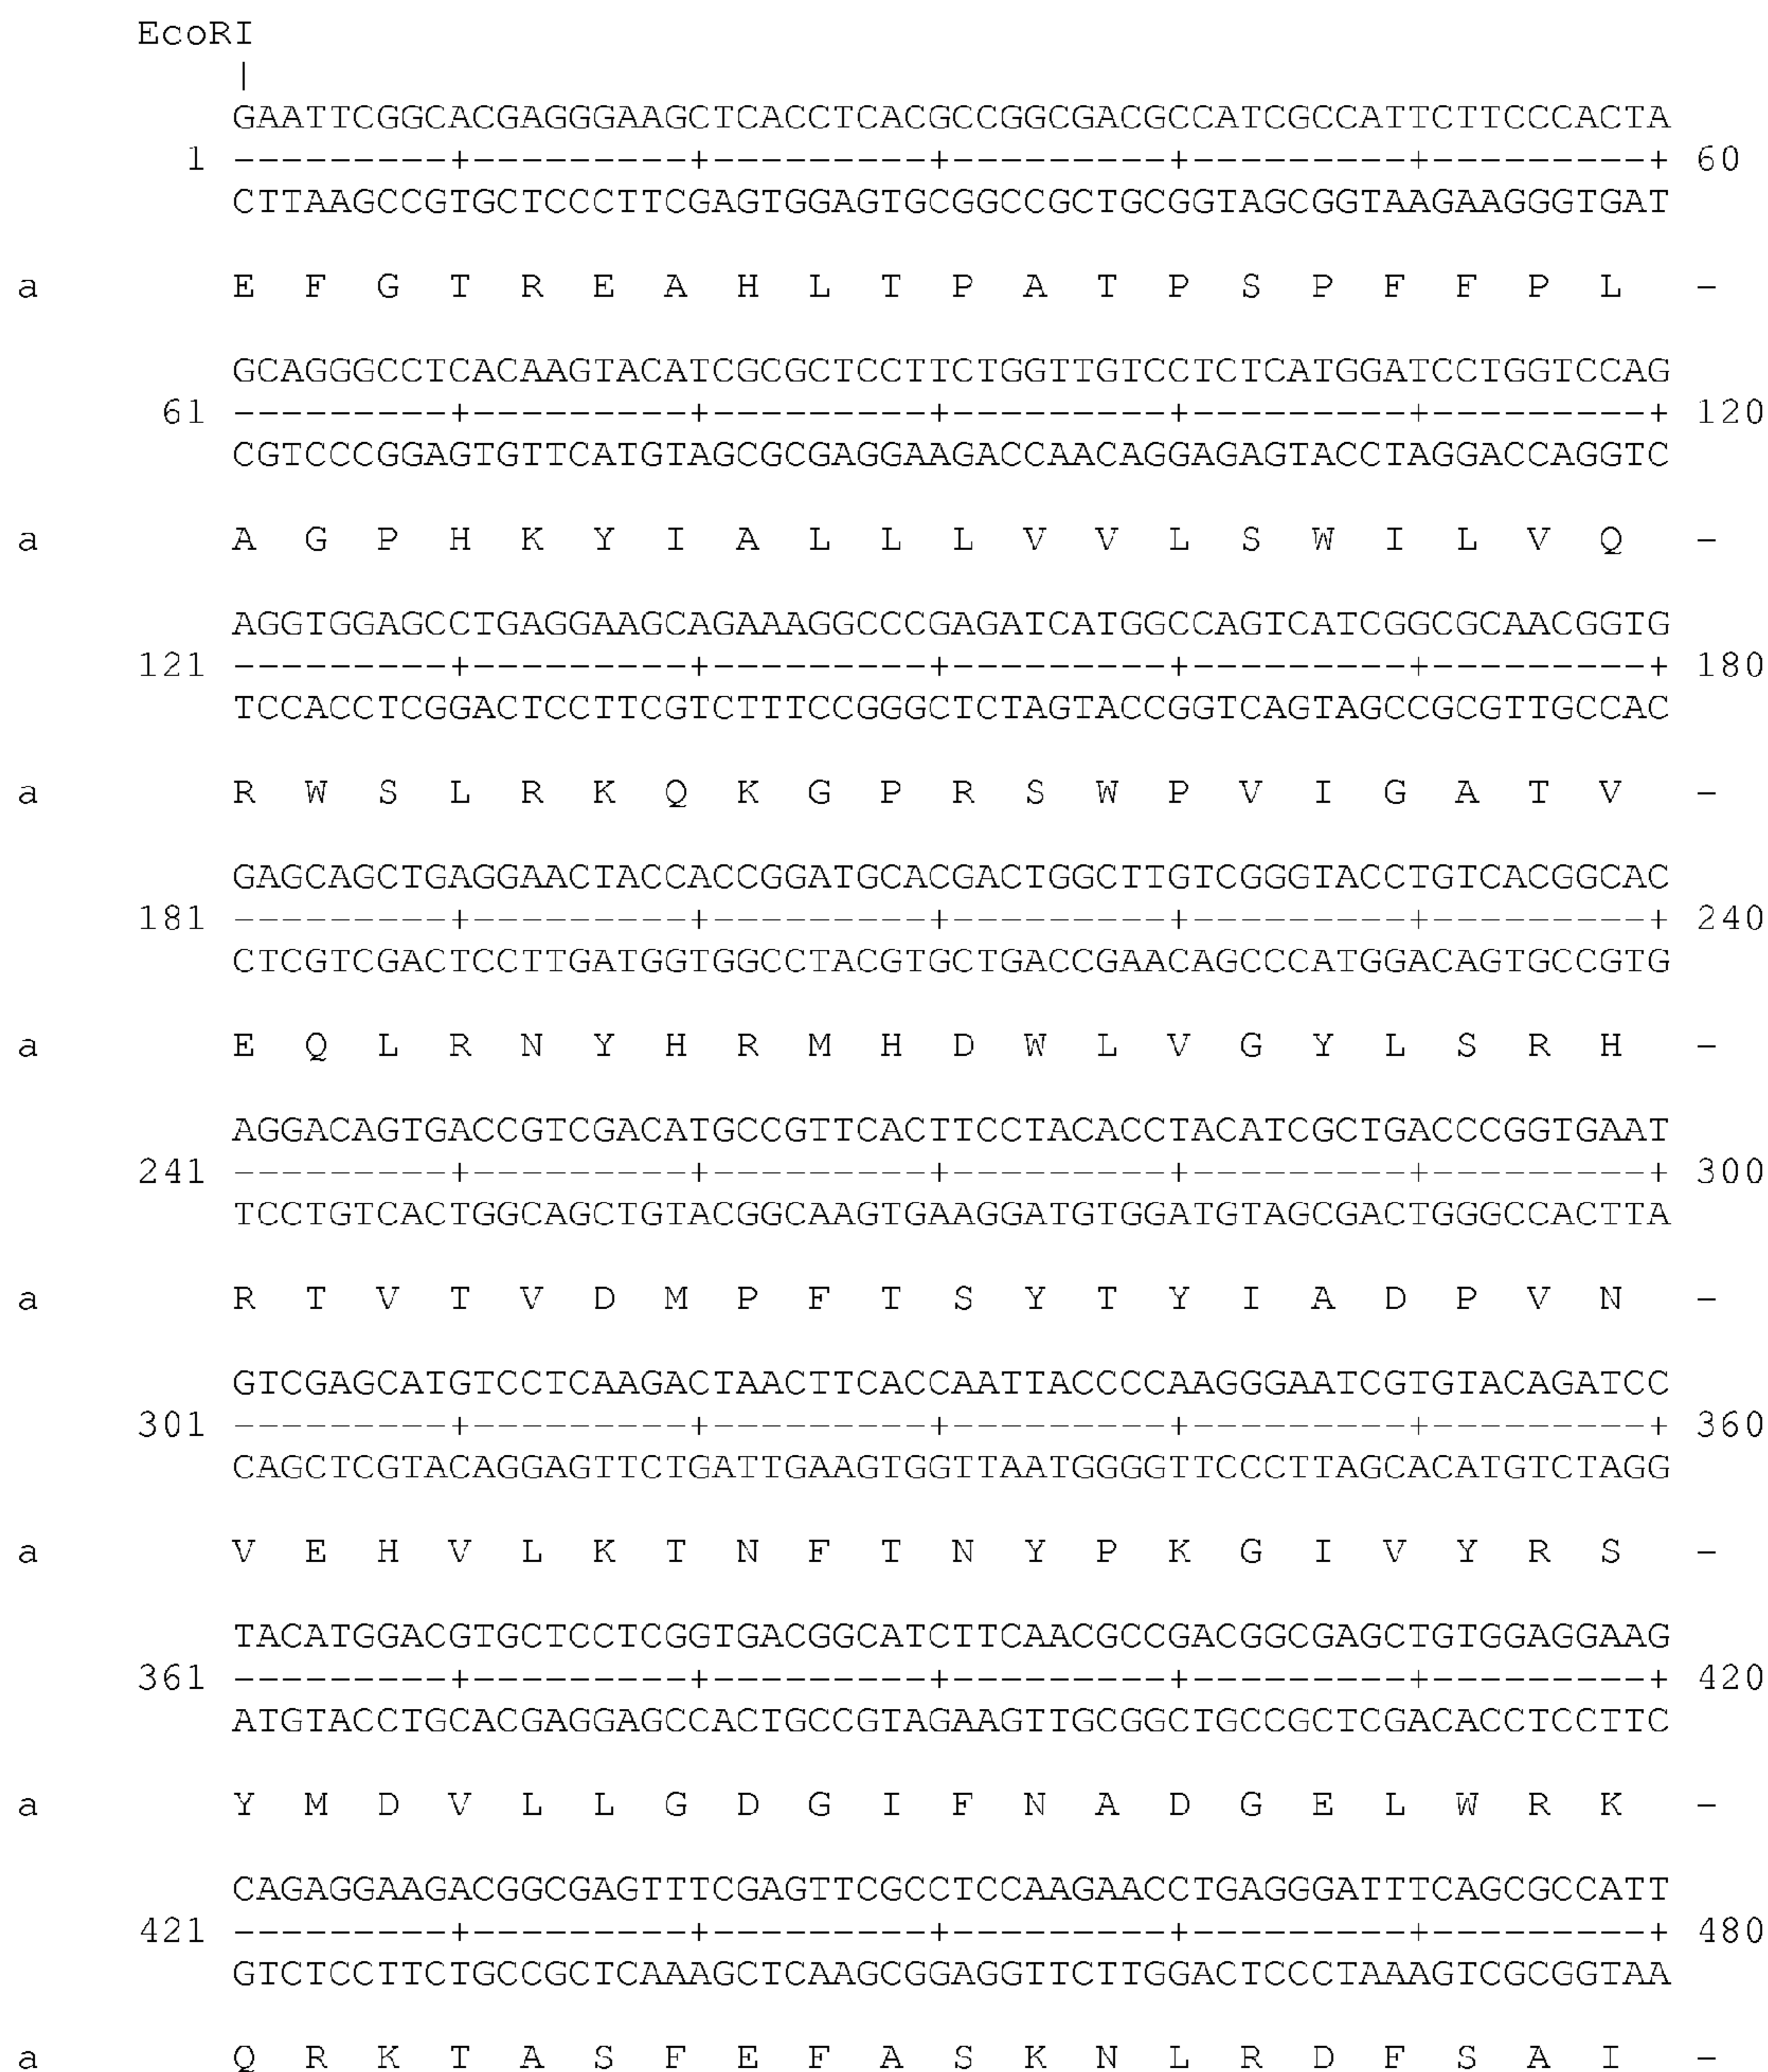 EcoRI
|
GAATTCGGCACGAGGGAAGCTCACCTCACGCCGGCGACGCCATCGCCATTCTTCCCACTA
1 ---------+---------+---------+---------+---------+---------+ 60
CTTAAGCCGTGCTCCCTTCGAGTGGAGTGCGGCCGCTGCGGTAGCGGTAAGAAGGGTGAT
a E F G T R E A H L T P A T P S P F F P L -
GCAGGGCCTCACAAGTACATCGCGCTCCTTCTGGTTGTCCTCTCATGGATCCTGGTCCAG
61 ---------+---------+---------+---------+---------+---------+ 120
CGTCCCGGAGTGTTCATGTAGCGCGAGGAAGACCAACAGGAGAGTACCTAGGACCAGGTC
a A G P H K Y I A L L L V V L S W I L V Q -
AGGTGGAGCCTGAGGAAGCAGAAAGGCCCGAGATCATGGCCAGTCATCGGCGCAACGGTG
121 ---------+---------+---------+---------+---------+---------+ 180
TCCACCTCGGACTCCTTCGTCTTTCCGGGCTCTAGTACCGGTCAGTAGCCGCGTTGCCAC
a R W S L R K Q K G P R S W P V I G A T V -
GAGCAGCTGAGGAACTACCACCGGATGCACGACTGGCTTGTCGGGTACCTGTCACGGCAC
181 ---------+---------+---------+---------+---------+---------+ 240
CTCGTCGACTCCTTGATGGTGGCCTACGTGCTGACCGAACAGCCCATGGACAGTGCCGTG
a E Q L R N Y H R M H D W L V G Y L S R H -
AGGACAGTGACCGTCGACATGCCGTTCACTTCCTACACCTACATCGCTGACCCGGTGAAT
241 ---------+---------+---------+---------+---------+---------+ 300
TCCTGTCACTGGCAGCTGTACGGCAAGTGAAGGATGTGGATGTAGCGACTGGGCCACTTA
a R T V T V D M P F T S Y T Y I A D P V N -
GTCGAGCATGTCCTCAAGACTAACTTCACCAATTACCCCAAGGGAATCGTGTACAGATCC
301 ---------+---------+---------+---------+---------+---------+ 360
CAGCTCGTACAGGAGTTCTGATTGAAGTGGTTAATGGGGTTCCCTTAGCACATGTCTAGG
a V E H V L K T N F T N Y P K G I V Y R S -
TACATGGACGTGCTCCTCGGTGACGGCATCTTCAACGCCGACGGCGAGCTGTGGAGGAAG
361 ---------+---------+---------+---------+---------+---------+ 420
ATGTACCTGCACGAGGAGCCACTGCCGTAGAAGTTGCGGCTGCCGCTCGACACCTCCTTC
a Y M D V L L G D G I F N A D G E L W R K -
CAGAGGAAGACGGCGAGTTTCGAGTTCGCCTCCAAGAACCTGAGGGATTTCAGCGCCATT
421 ---------+---------+---------+---------+---------+---------+ 480
GTCTCCTTCTGCCGCTCAAAGCTCAAGCGGAGGTTCTTGGACTCCCTAAAGTCGCGGTAA
a Q R K T A S F E F A S K N L R D F S A I -